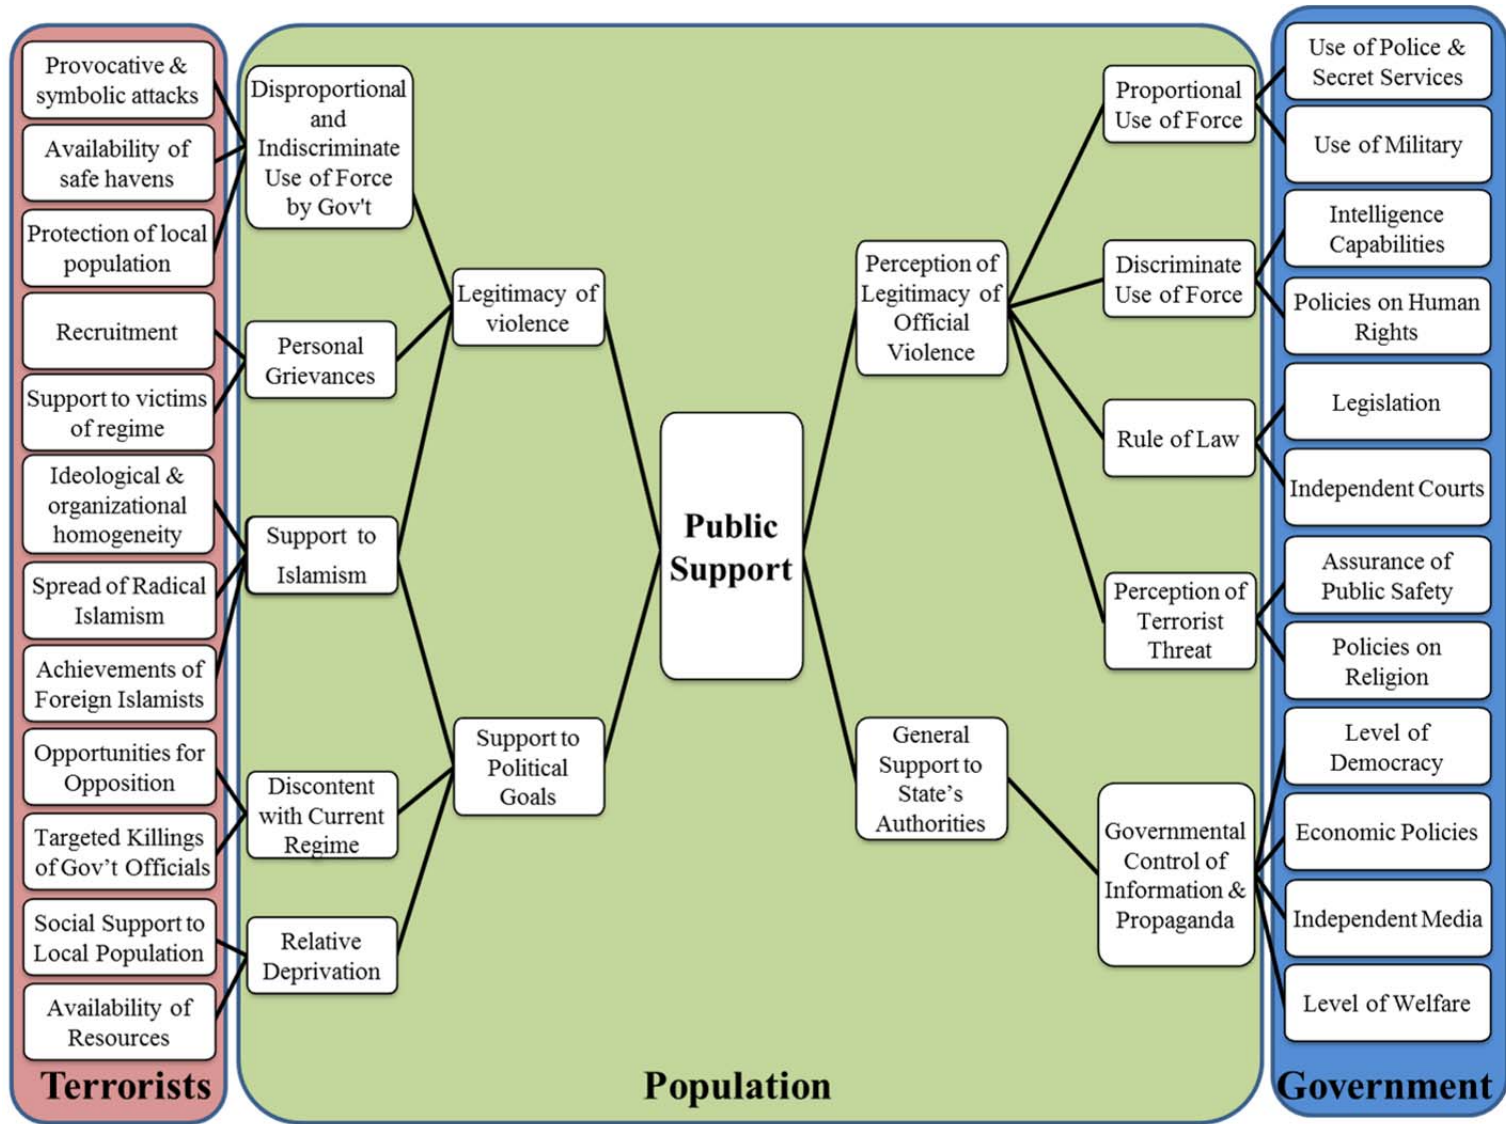 Provocative &
symbolic attacks
Availability of
safe havens
Protection of local
population
Recruitment
Support to victims
of regime
Ideological &
organizational
homogeneity
Spread of Radical
Islamism
Achievements of
Foreign Islamists
Opportunities for
Opposition
Targeted Killings
of Gov’t Officials
Social Support to
Local Population
Availability of
Resources
Terrorists
Disproportional
and
Indiscriminate
Use of Force
by Gov't
Personal
Grievances
Support to
Islamism
Discontent
with Current
Regime
Relative
Deprivation
Legitimacy of
violence
Support to
Political
Goals
Public
Support
Perception of
Legitimacy of
Official
Violence
General
Support to
State’s
Authorities
Proportional
Use of Force
Discriminate
Use of Force
Rule of Law
Perception of
Terrorist
Threat
Governmental
Control of
Information &
Propaganda
Population
Use of Police &
Secret Services
Use of Military
Intelligence
Capabilities
Policies on Human
Rights
Legislation
Independent Courts
Assurance of
Public Safety
Policies on
Religion
Level of
Democracy
Economic Policies
Independent Media
Level of Welfare
Government